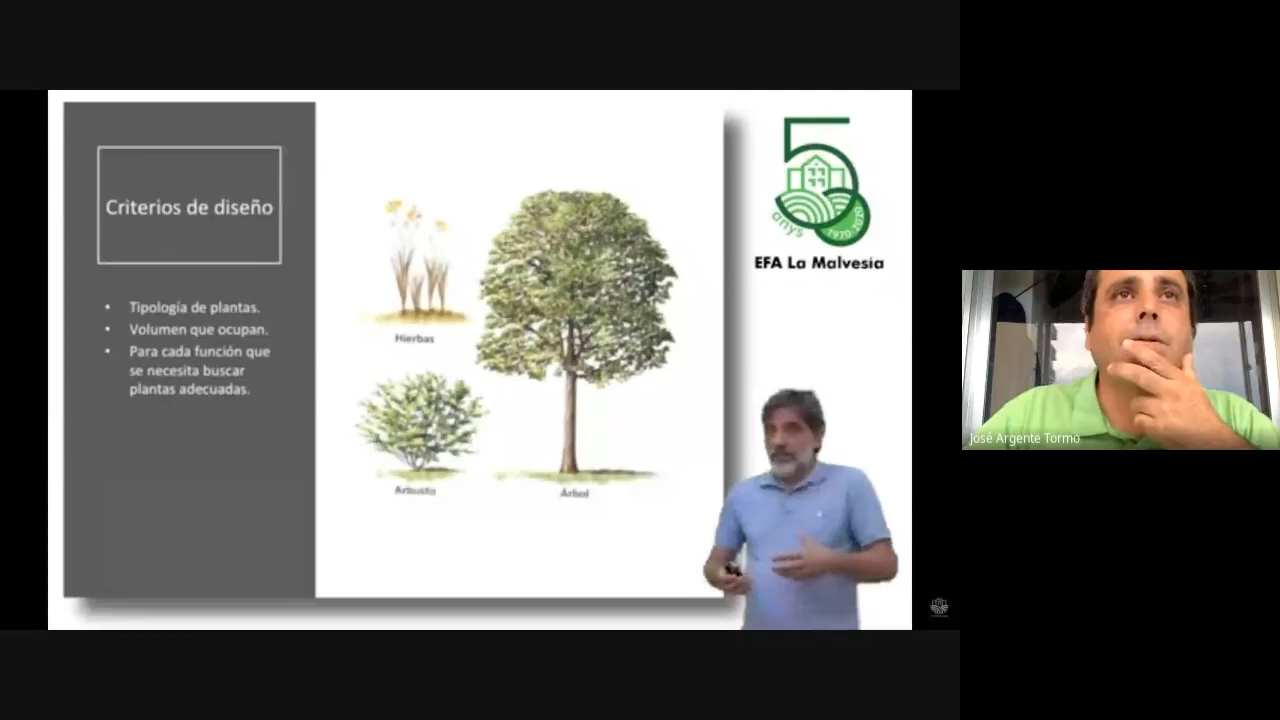 Criterios de diseño
• Tipología de plantas.
• Volumen que ocupan.
• Para cada función que
se necesita buscar
plantas adecuadas.
Hierbas
Arbusto
Árbol
5
anys
1970-2020
EFA La Malvesía
José Argente Tormo